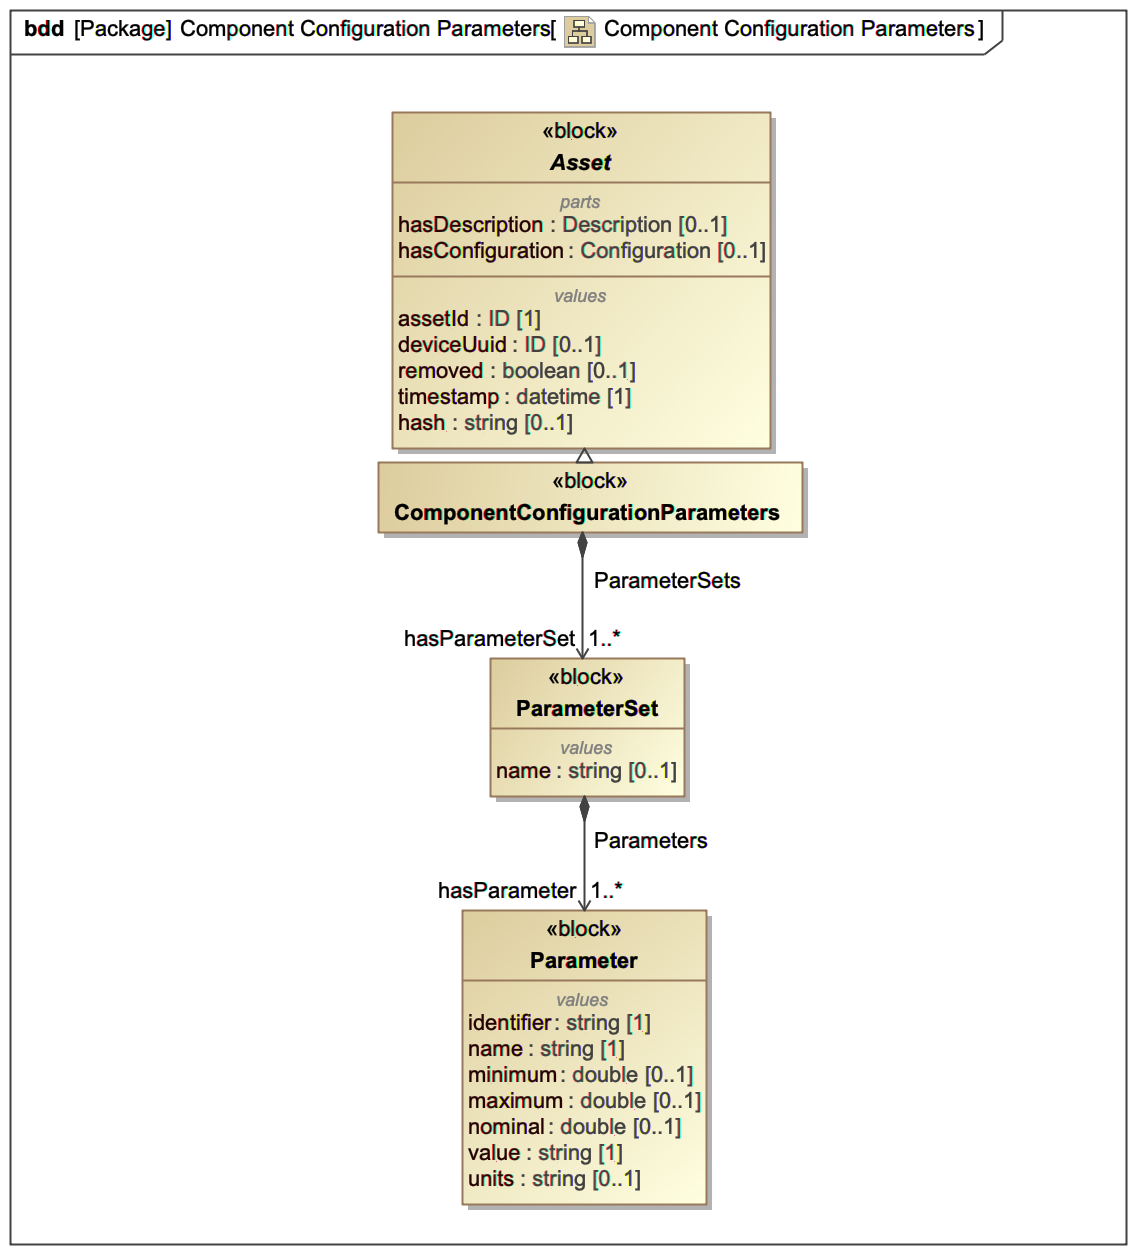 bdd [Package] Component Configuration Parameters[ Component Configuration Parameters ]
«block»
Asset
parts
hasDescription : Description [0..1]
hasConfiguration : Configuration [0..1]
values
assetId : ID [1]
deviceUuid : ID [0..1]
removed : boolean [0..1]
timestamp : datetime [1]
hash : string [0..1]
«block»
ComponentConfigurationParameters
ParameterSets
hasParameterSet 1..*
«block»
ParameterSet
values
name : string [0..1]
Parameters
hasParameter 1..*
«block»
Parameter
values
identifier : string [1]
name : string [1]
minimum : double [0..1]
maximum : double [0..1]
nominal : double [0..1]
value : string [1]
units : string [0..1]